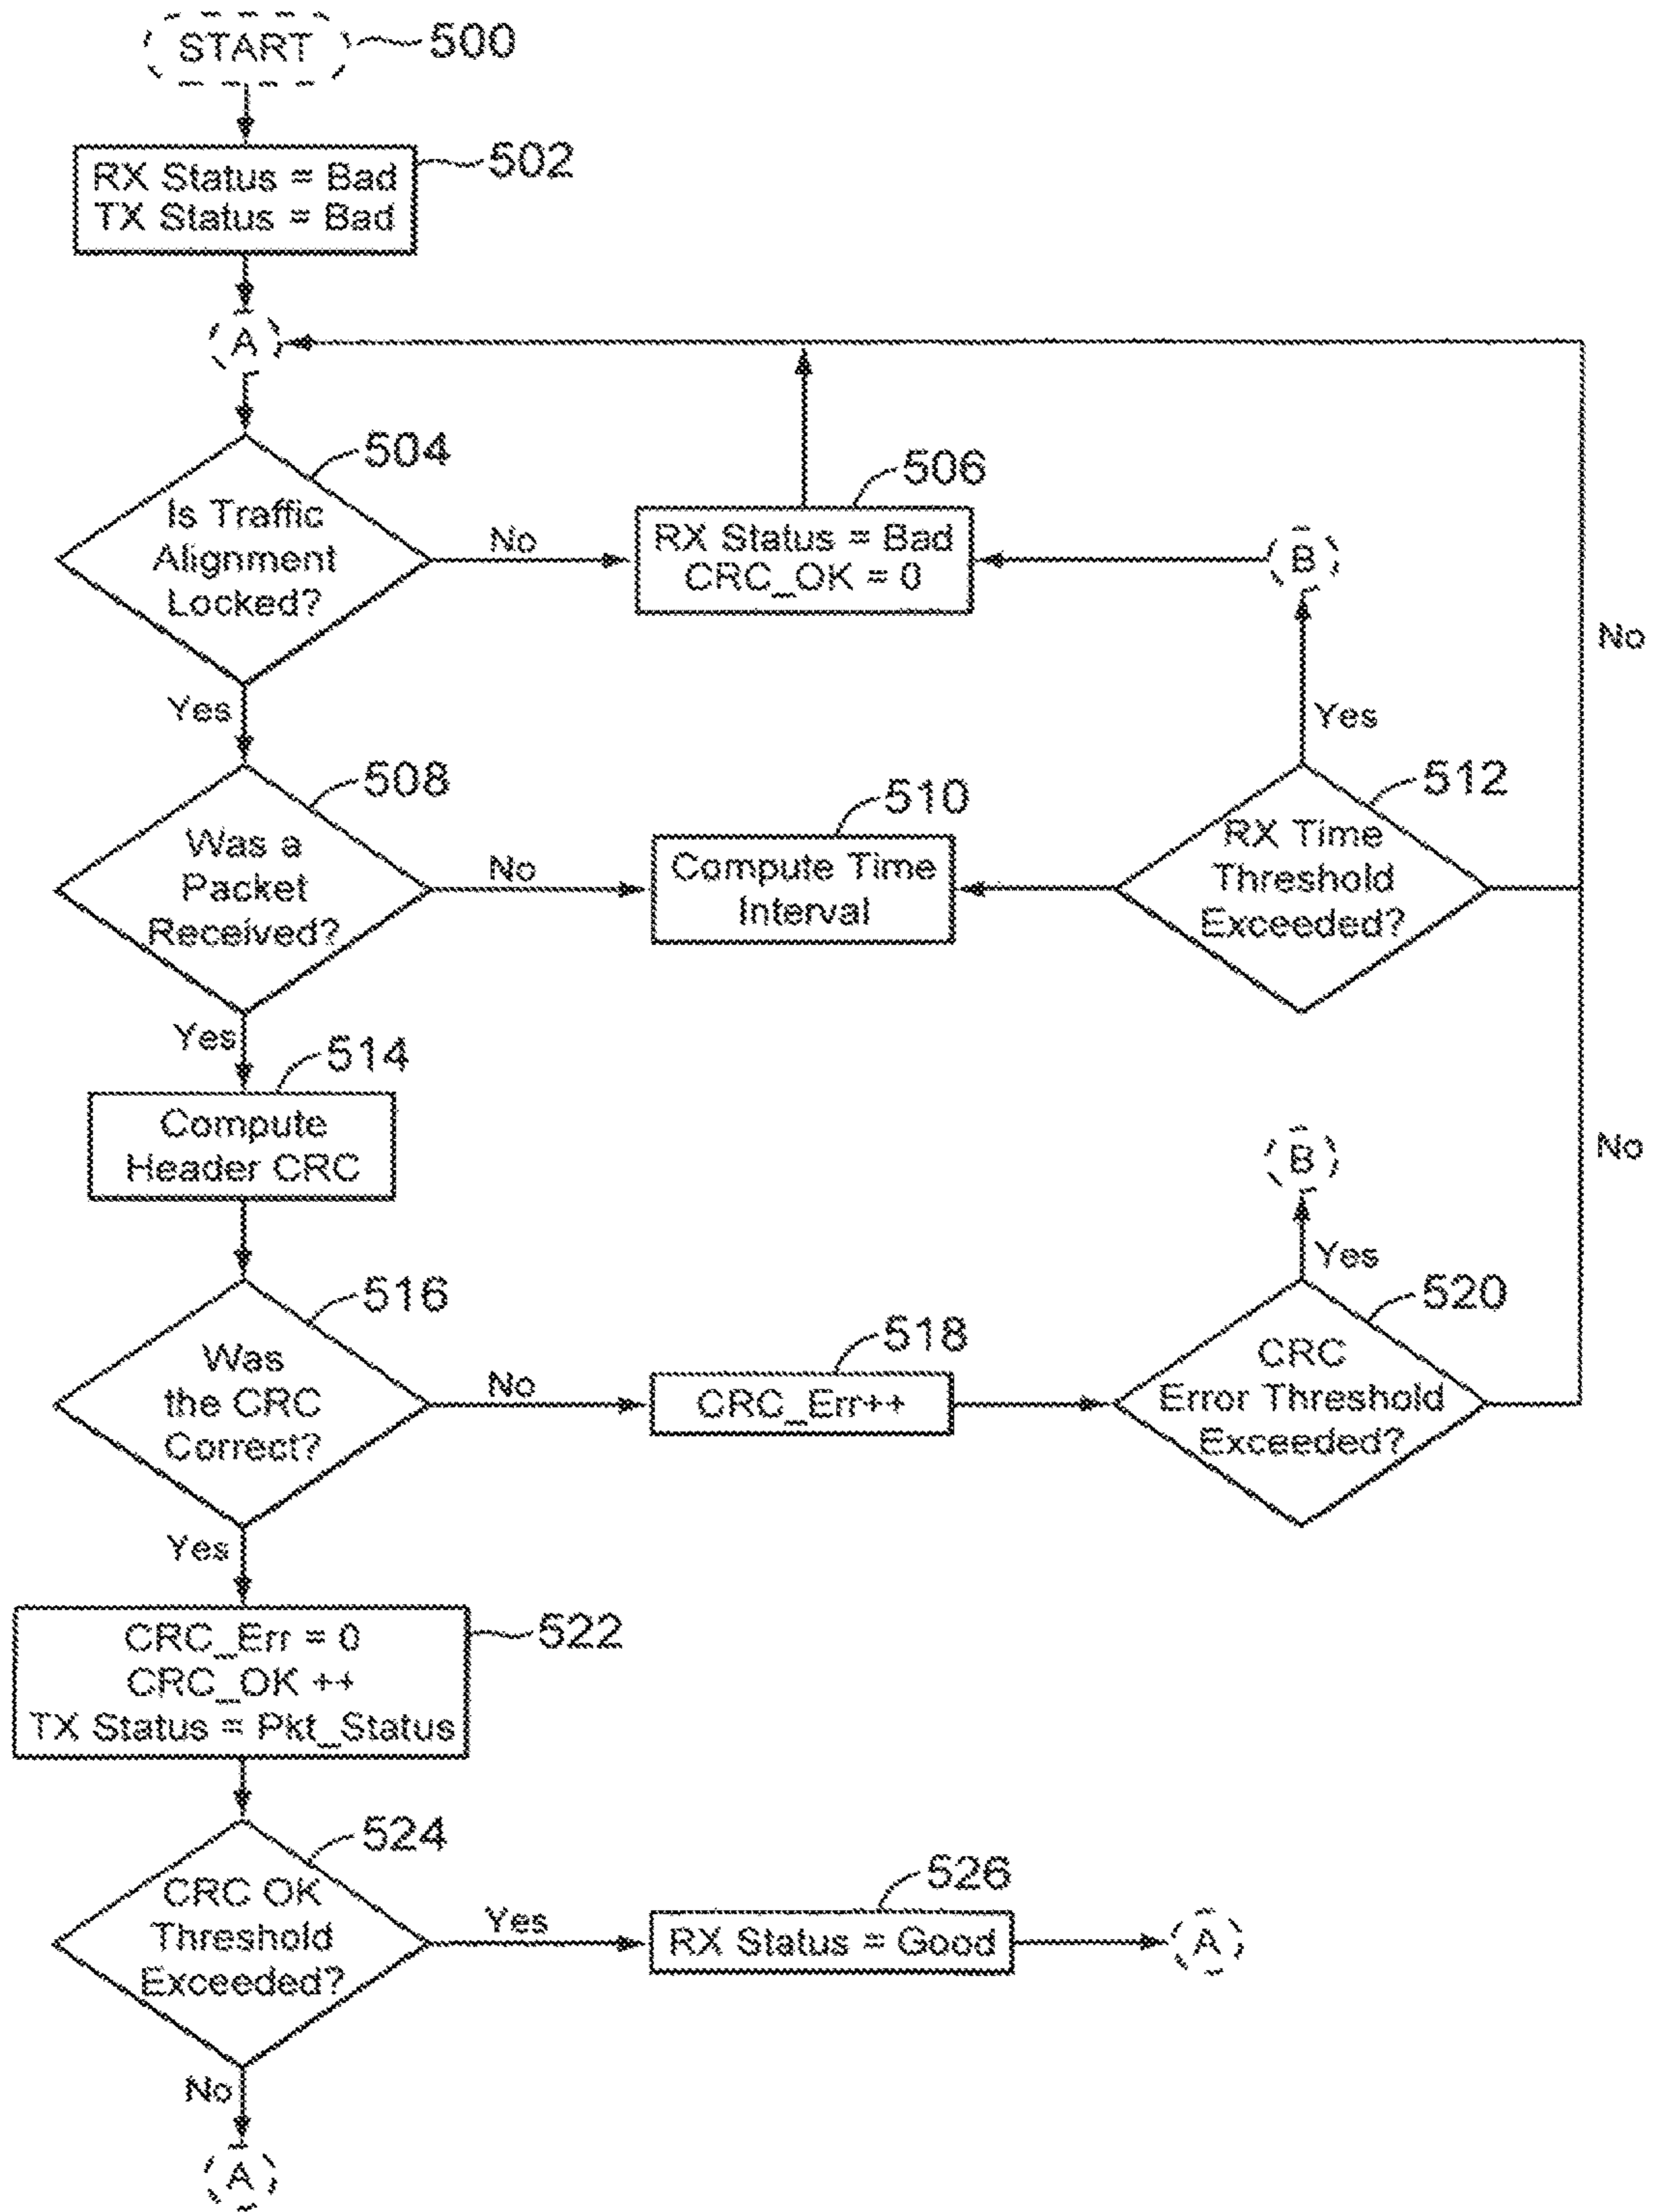 START
500
RX Status = Bad
TX Status = Bad
502
A
504
Is Traffic
Alignment
Locked?
No
506
RX Status = Bad
CRC_OK = 0
B
No
Yes
Yes
508
Was a
Packet
Received?
No
510
Compute Time
Interval
512
RX Time
Threshold
Exceeded?
Yes
514
Compute
Header CRC
B
No
Yes
516
Was
the CRC
Correct?
No
518
CRC_Err++
520
CRC
Error Threshold
Exceeded?
Yes
CRC_Err = 0
CRC_OK ++
TX Status = Pkt_Status
522
524
CRC OK
Threshold
Exceeded?
Yes
526
RX Status = Good
A
No
A